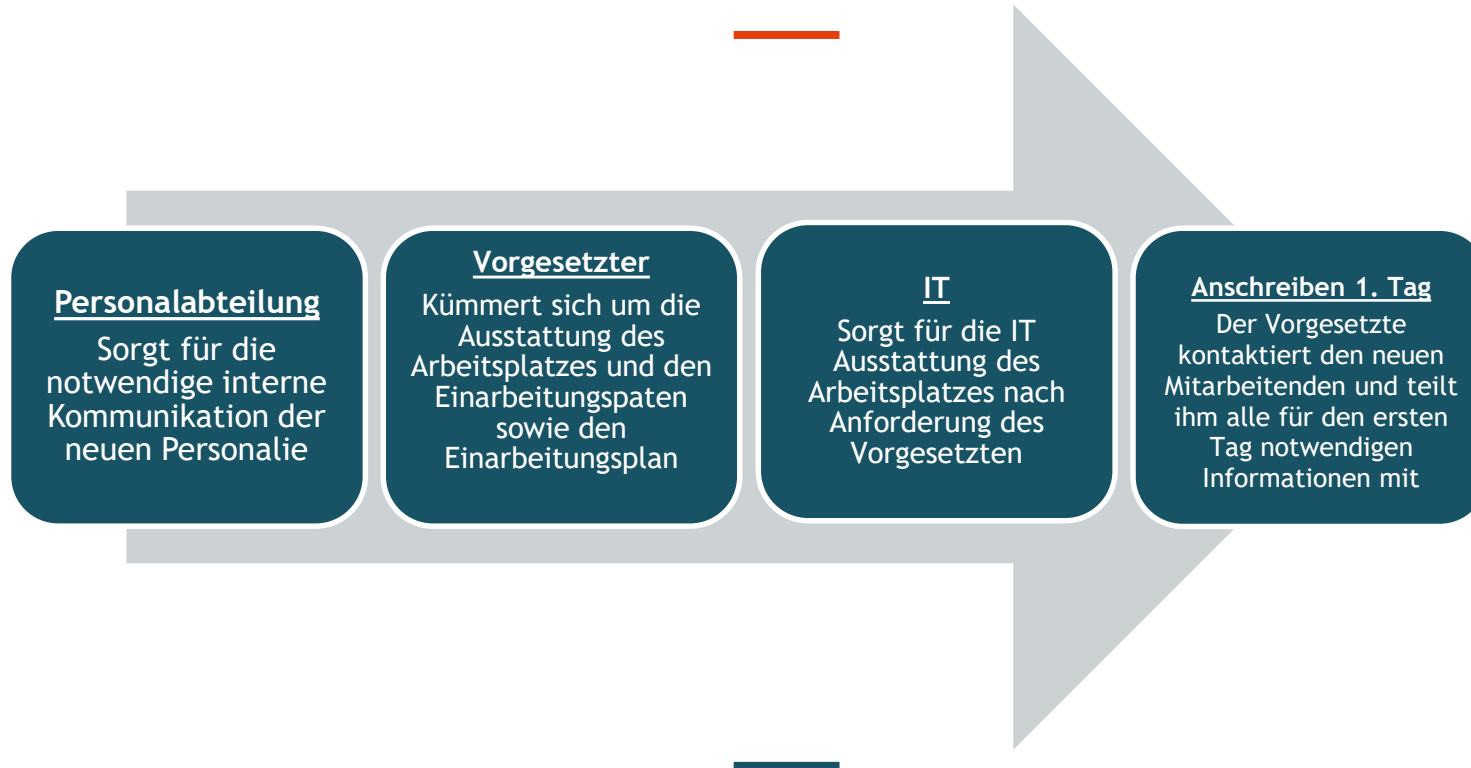 Personalabteilung
Sorgt für die
notwendige interne
Kommunikation der
neuen Personalie
Vorgesetzter
Kümmert sich um die
Ausstattung des
Arbeitsplatzes und den
Einarbeitungspaten
sowie den
Einarbeitungsplan
IT
Sorgt für die IT
Ausstattung des
Arbeitsplatzes nach
Anforderung des
Vorgesetzten
Anschreiben 1. Tag
Der Vorgesetzte
kontaktiert den neuen
Mitarbeitenden und teilt
ihm alle für den ersten
Tag notwendigen
Informationen mit